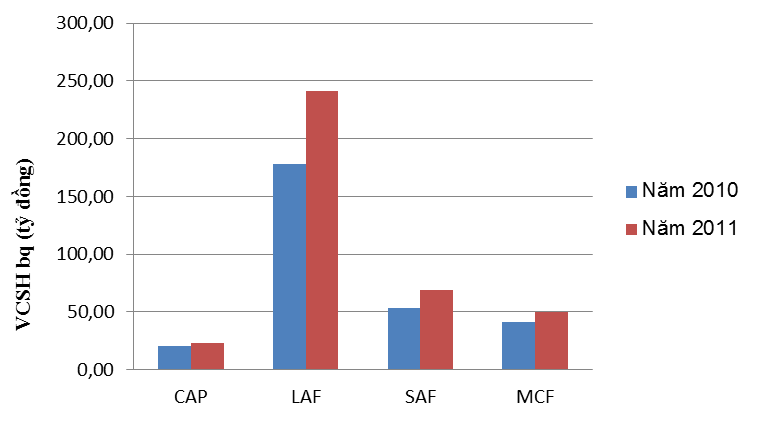 300,00
250,00
200,00
150,00
100,00
50,00
0,00
VCSH bq (tỷ đồng)
CAP LAF SAF MCF
Năm 2010
Năm 2011